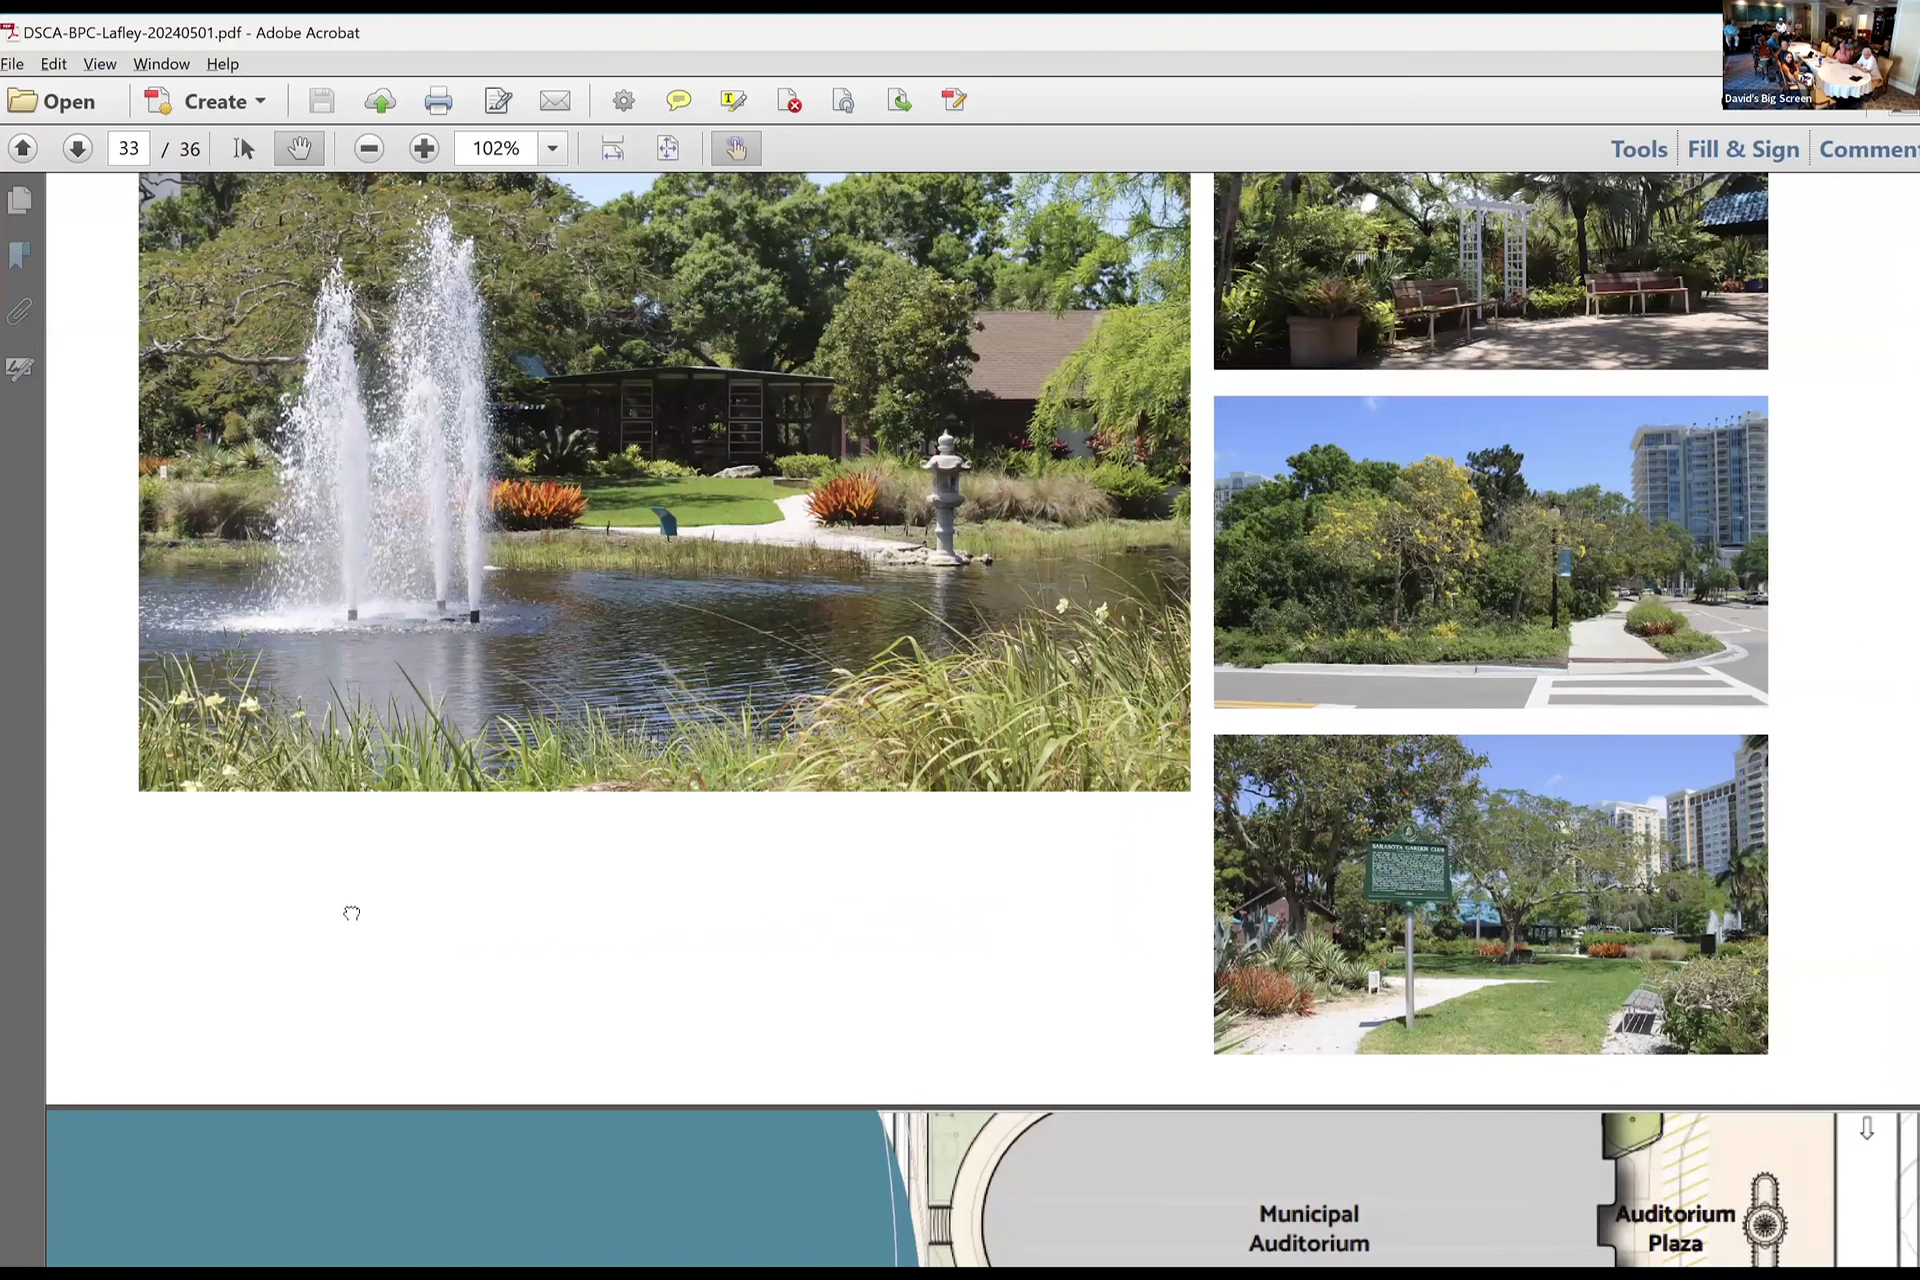 DSCA-BPC-Lafley-20240501.pdf - Adobe Acrobat
David's Big Screen
File Edit View Window Help
Open Create
33 / 36 102% Tools Fill & Sign Comment
SARASOTA GARDEN CLUB
Municipal
Auditorium
Auditorium
Plaza